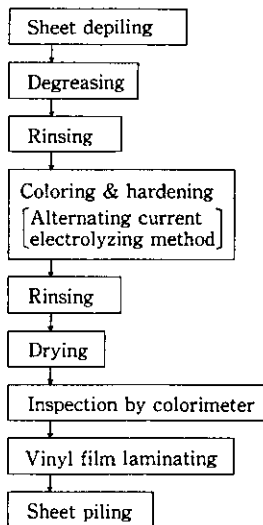 Sheet depiling
Degreasing
Rinsing
Coloring & hardening
[Alternating current
electrolyzing method]
Rinsing
Drying
Inspection by colorimeter
Vinyl film laminating
Sheet piling